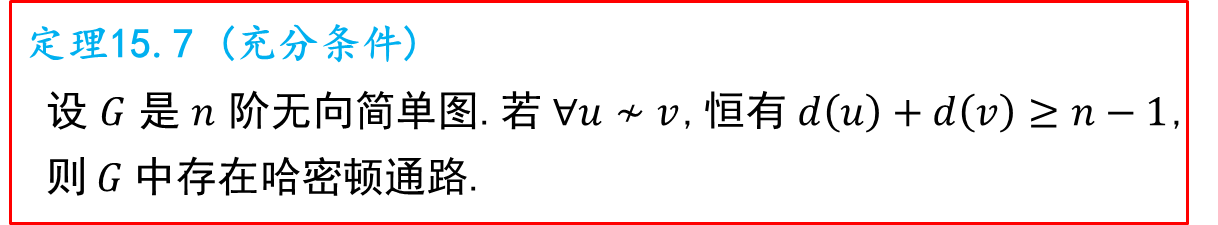 定理15.7 (充分条件)
设 G 是 n 阶无向简单图. 若 ∀u ≁ v, 恒有 d(u) + d(v) ≥ n − 1,
则 G 中存在哈密顿通路.